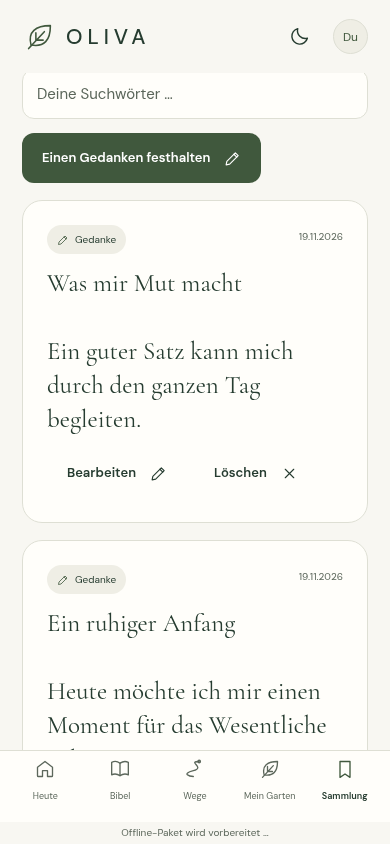 OLIVA
Du
Deine Suchwörter ...
Einen Gedanken festhalten
Gedanke
19.11.2026
Was mir Mut macht
Ein guter Satz kann mich
durch den ganzen Tag
begleiten.
Bearbeiten
Löschen
Gedanke
19.11.2026
Ein ruhiger Anfang
Heute möchte ich mir einen
Moment für das Wesentliche
Heute
Bibel
Wege
Mein Garten
Sammlung
Offline-Paket wird vorbereitet ...